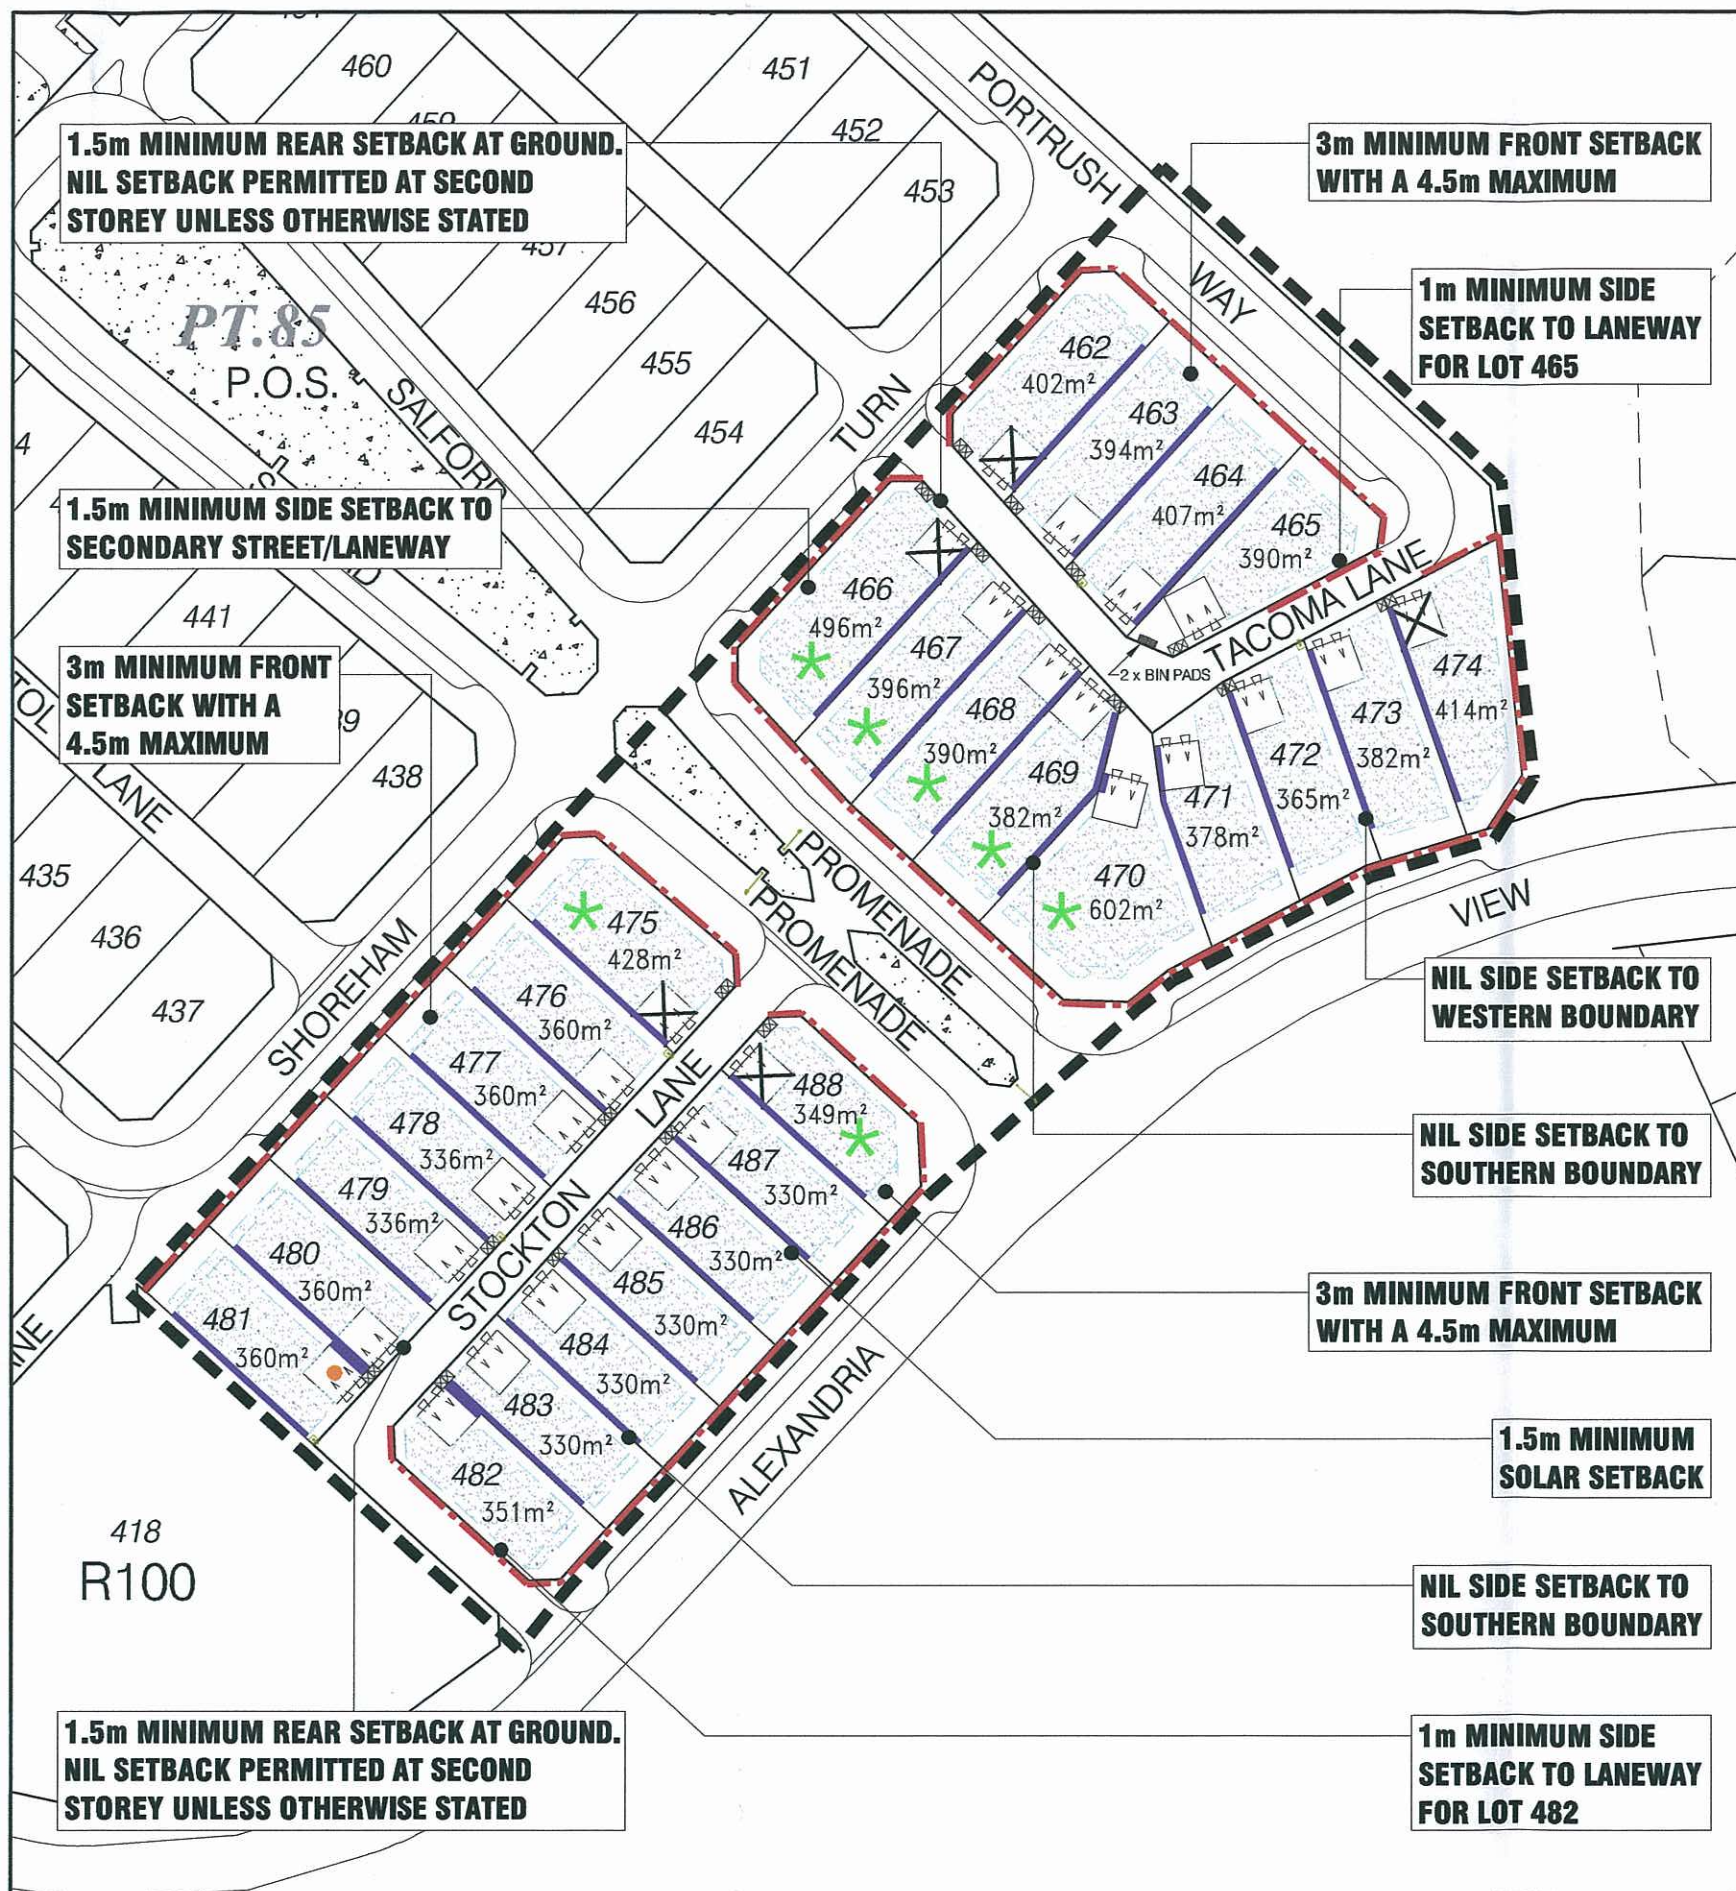 460
451
452
453
1.5m MINIMUM REAR SETBACK AT GROUND.
NIL SETBACK PERMITTED AT SECOND
STOREY UNLESS OTHERWISE STATED
456
455
454
PORTRUSH
WAY
3m MINIMUM FRONT SETBACK
WITH A 4.5m MAXIMUM
1m MINIMUM SIDE
SETBACK TO LANEWAY
FOR LOT 465
PT.85
P.O.S.
SALFORD
TURN
462
402m²
463
394m²
464
407m²
465
390m²
1.5m MINIMUM SIDE SETBACK TO
SECONDARY STREET/LANEWAY
441
466
496m²
467
396m²
468
390m²
469
382m²
470
602m²
2 x BIN PADS
TACOMA LANE
471
378m²
472
365m²
473
382m²
474
414m²
3m MINIMUM FRONT
SETBACK WITH A
4.5m MAXIMUM
LANE
438
435
436
437
PROMENADE
PROMENADE
VIEW
SHOREHAM
475
428m²
476
360m²
477
360m²
478
336m²
479
336m²
480
360m²
481
360m²
STOCKTON LANE
488
349m²
487
330m²
486
330m²
485
330m²
484
330m²
483
330m²
482
351m²
ALEXANDRIA
NIL SIDE SETBACK TO
WESTERN BOUNDARY
NIL SIDE SETBACK TO
SOUTHERN BOUNDARY
3m MINIMUM FRONT SETBACK
WITH A 4.5m MAXIMUM
1.5m MINIMUM
SOLAR SETBACK
418
R100
NIL SIDE SETBACK TO
SOUTHERN BOUNDARY
1.5m MINIMUM REAR SETBACK AT GROUND.
NIL SETBACK PERMITTED AT SECOND
STOREY UNLESS OTHERWISE STATED
1m MINIMUM SIDE
SETBACK TO LANEWAY
FOR LOT 482